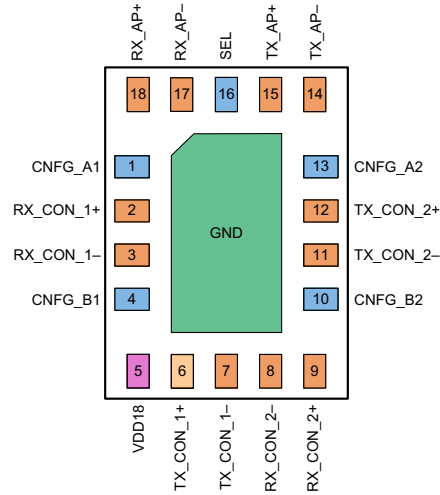 RX_AP+
RX_AP–
SEL
TX_AP+
TX_AP–
18
17
16
15
14
CNFG_A1
1
13
CNFG_A2
RX_CON_1+
2
12
TX_CON_2+
GND
RX_CON_1–
3
11
TX_CON_2–
CNFG_B1
4
10
CNFG_B2
5
6
7
8
9
VDD18
TX_CON_1+
TX_CON_1–
RX_CON_2–
RX_CON_2+